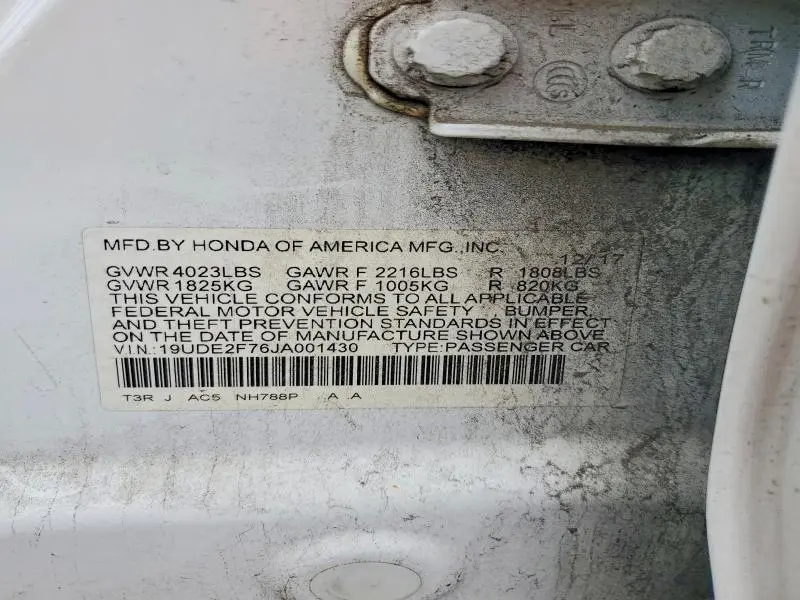 L
CCC
TRW R
MFD.BY HONDA OF AMERICA MFG.,INC. 12/17
GVWR 4023LBS GAWR F 2216LBS R 1808LBS
GVWR 1825KG GAWR F 1005KG R 820KG
THIS VEHICLE CONFORMS TO ALL APPLICABLE
FEDERAL MOTOR VEHICLE SAFETY , BUMPER
AND THEFT PREVENTION STANDARDS IN EFFECT
ON THE DATE OF MANUFACTURE SHOWN ABOVE
V.I.N.:19UDE2F76JA001430 TYPE:PASSENGER CAR
T3R J AC5 NH788P A A